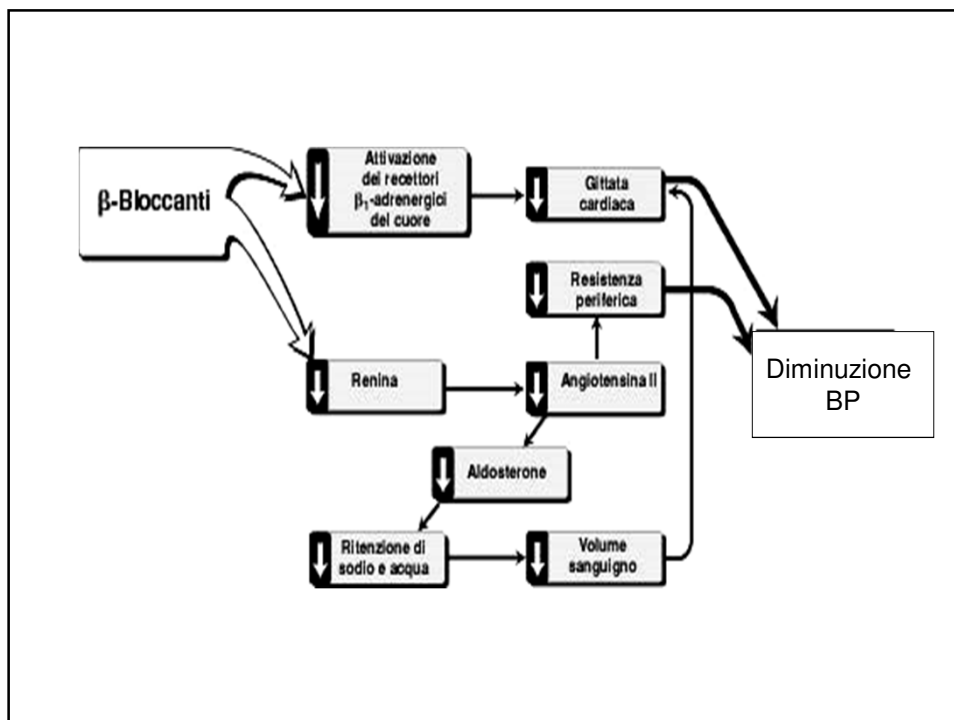 β-Bloccanti
Attivazione
dei recettori
β₁-adrenergici
del cuore
Gittata
cardiaca
Resistenza
periferica
Renina
Angiotensina II
Aldosterone
Ritenzione di
sodio e acqua
Volume
sanguigno
Diminuzione
BP